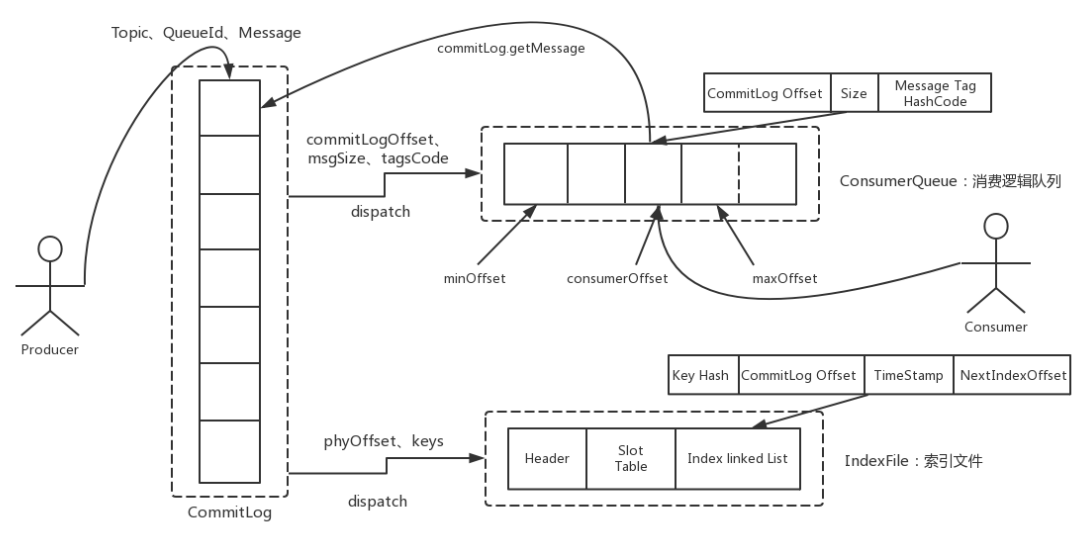 Topic、QueueId、Message
commitLog.getMessage
CommitLog Offset
Size
Message Tag
HashCode
commitLogOffset、
msgSize、tagsCode
dispatch
ConsumerQueue：消费逻辑队列
minOffset
consumerOffset
maxOffset
Producer
Consumer
Key Hash
CommitLog Offset
TimeStamp
NextIndexOffset
phyOffset、keys
dispatch
Header
Slot
Table
Index linked List
IndexFile：索引文件
CommitLog